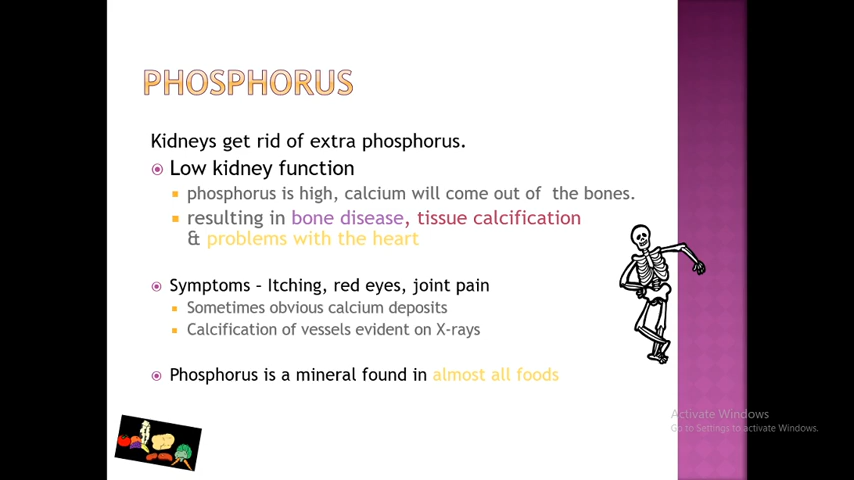 PHOSPHORUS
Kidneys get rid of extra phosphorus.
Low kidney function
phosphorus is high, calcium will come out of the bones.
resulting in bone disease, tissue calcification
& problems with the heart
Symptoms – Itching, red eyes, joint pain
Sometimes obvious calcium deposits
Calcification of vessels evident on X-rays
Phosphorus is a mineral found in almost all foods
Activate Windows
Go to Settings to activate Windows.